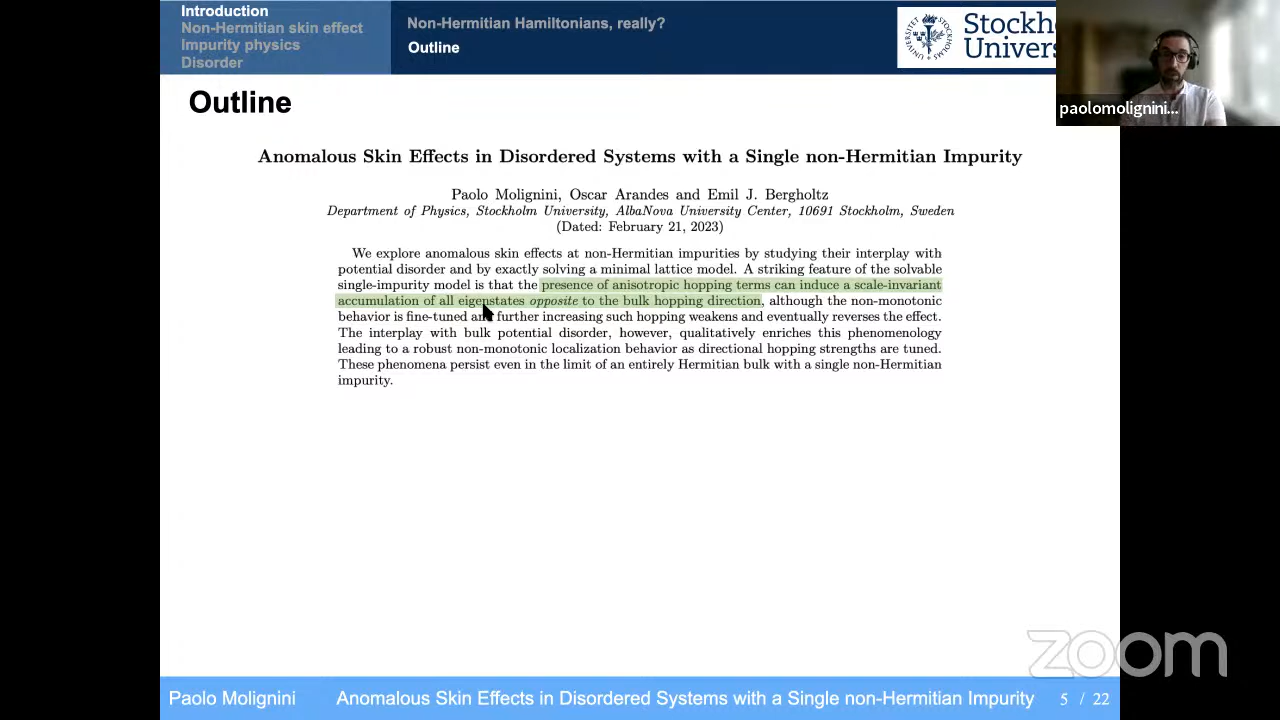 Introduction
Non-Hermitian skin effect
Impurity physics
Disorder
Non-Hermitian Hamiltonians, really?
Outline
Stockh
Univers
paolomolignini...
Outline
Anomalous Skin Effects in Disordered Systems with a Single non-Hermitian Impurity
Paolo Molignini, Oscar Arandes and Emil J. Bergholtz
Department of Physics, Stockholm University, AlbaNova University Center, 10691 Stockholm, Sweden
(Dated: February 21, 2023)
We explore anomalous skin effects at non-Hermitian impurities by studying their interplay with
potential disorder and by exactly solving a minimal lattice model. A striking feature of the solvable
single-impurity model is that the presence of anisotropic hopping terms can induce a scale-invariant
accumulation of all eigenstates opposite to the bulk hopping direction, although the non-monotonic
behavior is fine-tuned and further increasing such hopping weakens and eventually reverses the effect.
The interplay with bulk potential disorder, however, qualitatively enriches this phenomenology
leading to a robust non-monotonic localization behavior as directional hopping strengths are tuned.
These phenomena persist even in the limit of an entirely Hermitian bulk with a single non-Hermitian
impurity.
zoom
Paolo Molignini Anomalous Skin Effects in Disordered Systems with a Single non-Hermitian Impurity 5 / 22